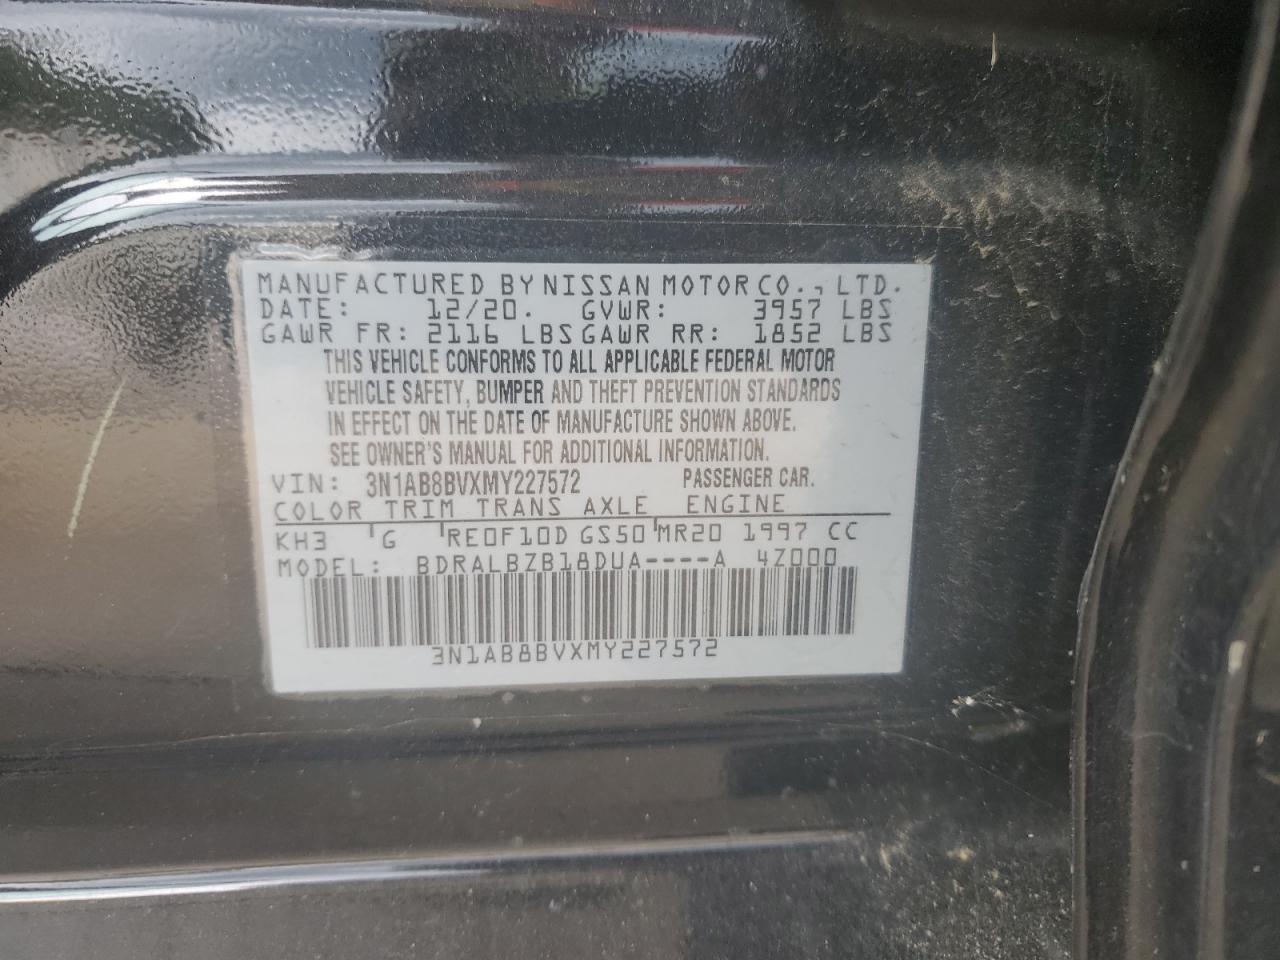 MANUFACTURED BY NISSAN MOTOR CO., LTD.
DATE: 12/20. GVWR: 3957 LBS
GAWR FR: 2116 LBS GAWR RR: 1852 LBS
THIS VEHICLE CONFORMS TO ALL APPLICABLE FEDERAL MOTOR
VEHICLE SAFETY, BUMPER AND THEFT PREVENTION STANDARDS
IN EFFECT ON THE DATE OF MANUFACTURE SHOWN ABOVE.
SEE OWNER'S MANUAL FOR ADDITIONAL INFORMATION.
VIN: 3N1AB8BVXMY227572 PASSENGER CAR.
COLOR TRIM TRANS AXLE ENGINE
KH3 G RE0F10D GS50 MR20 1997 CC
MODEL: BDRALBZB18DUA----A 4Z000
3N1AB8BVXMY227572